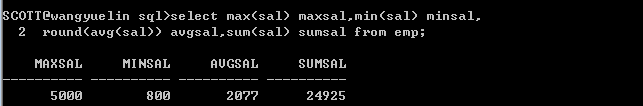 SCOTT@wangyuelin sql>select max(sal) maxsal,min(sal) minsal,
  2  round(avg(sal)) avgsal,sum(sal) sumsal from emp;
    MAXSAL     MINSAL     AVGSAL     SUMSAL
---------- ---------- ---------- ----------
      5000        800       2077      24925